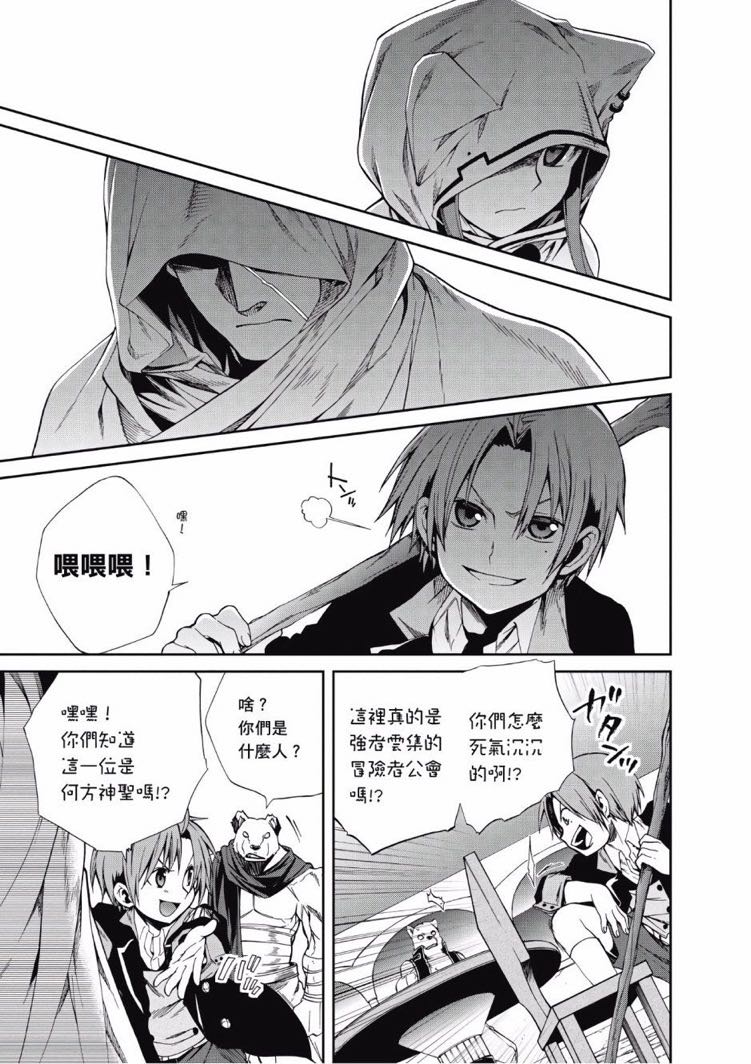 トン
嘿！
喂喂喂！
ガタンッ
你們怎麼
死氣沉沉
的啊!?
這裡真的是
強者雲集的
冒險者公會
嗎!?
啥？
你們是
什麼人？
嘿嘿！
你們知道
這一位是
何方神聖嗎!?